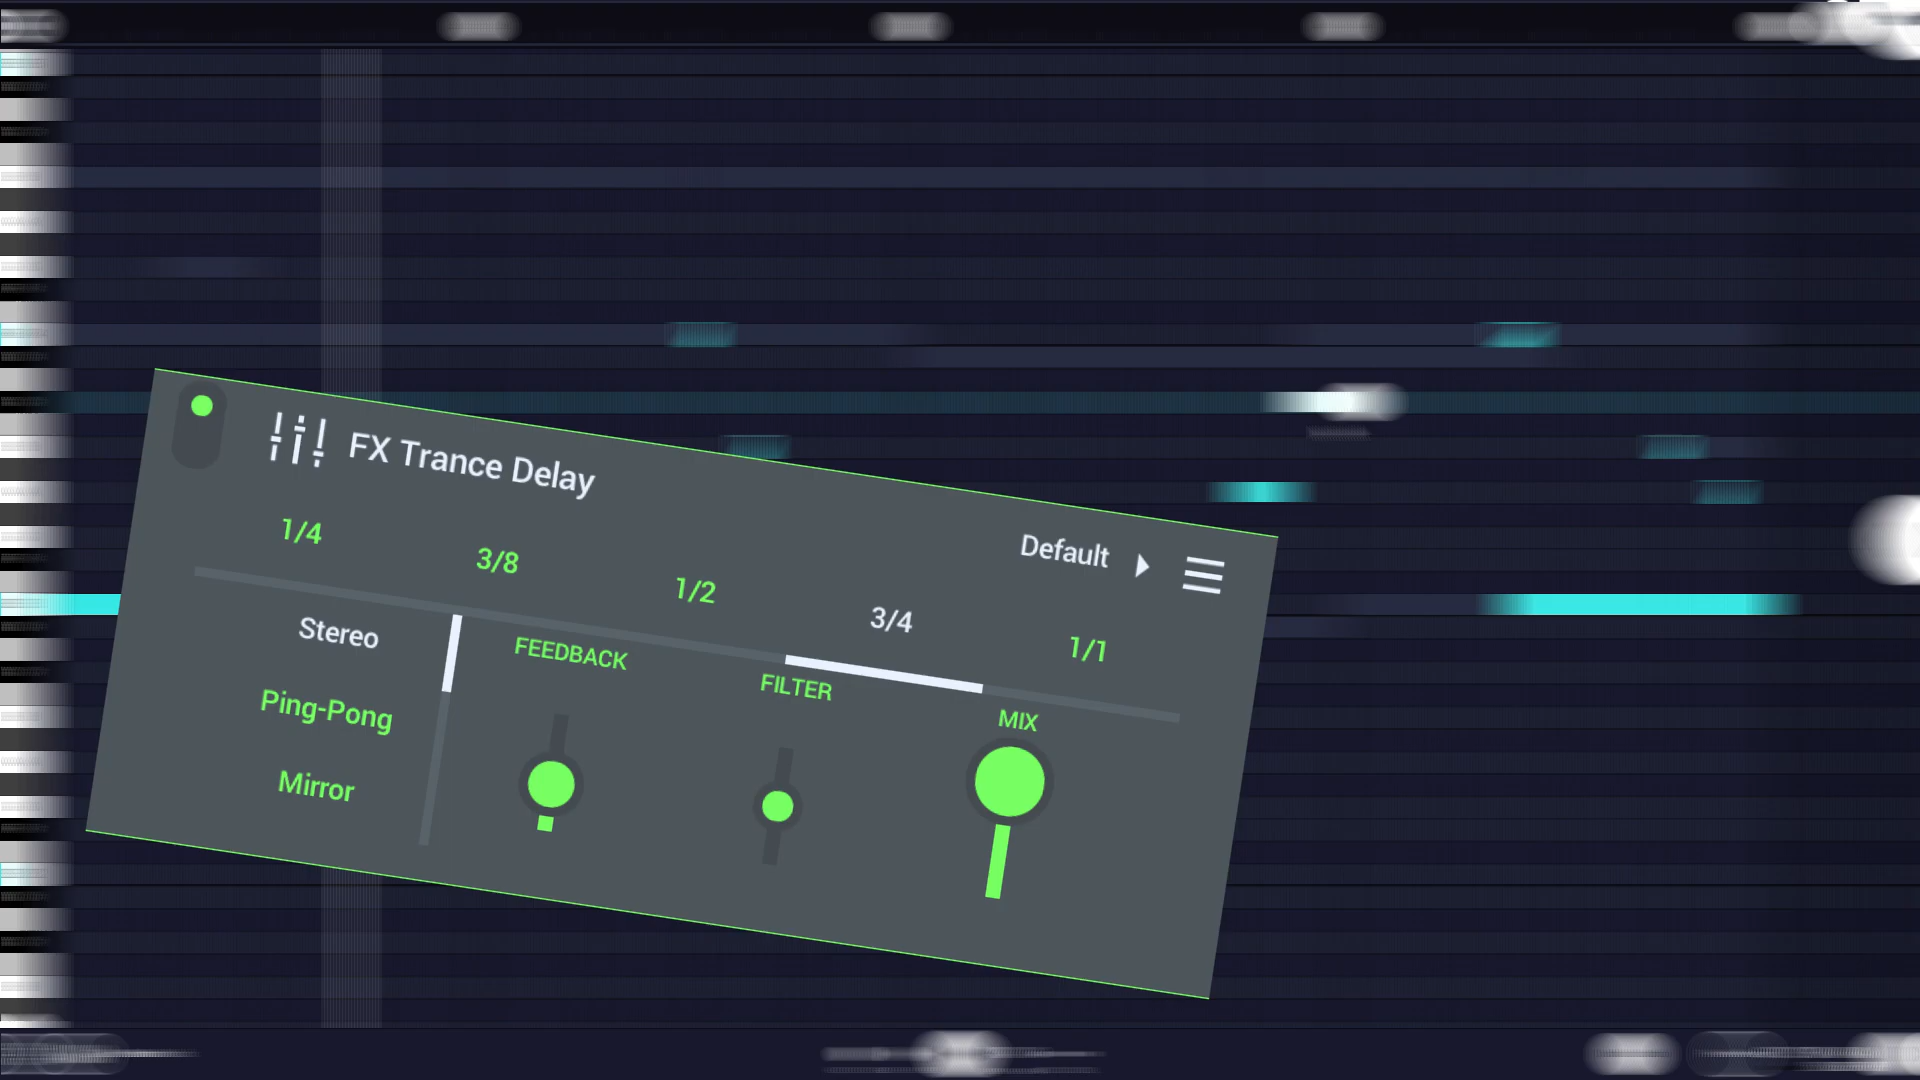 FX Trance Delay
Default
1/4 3/8 1/2 3/4 1/1
Stereo
Ping-Pong
Mirror
FEEDBACK
FILTER
MIX